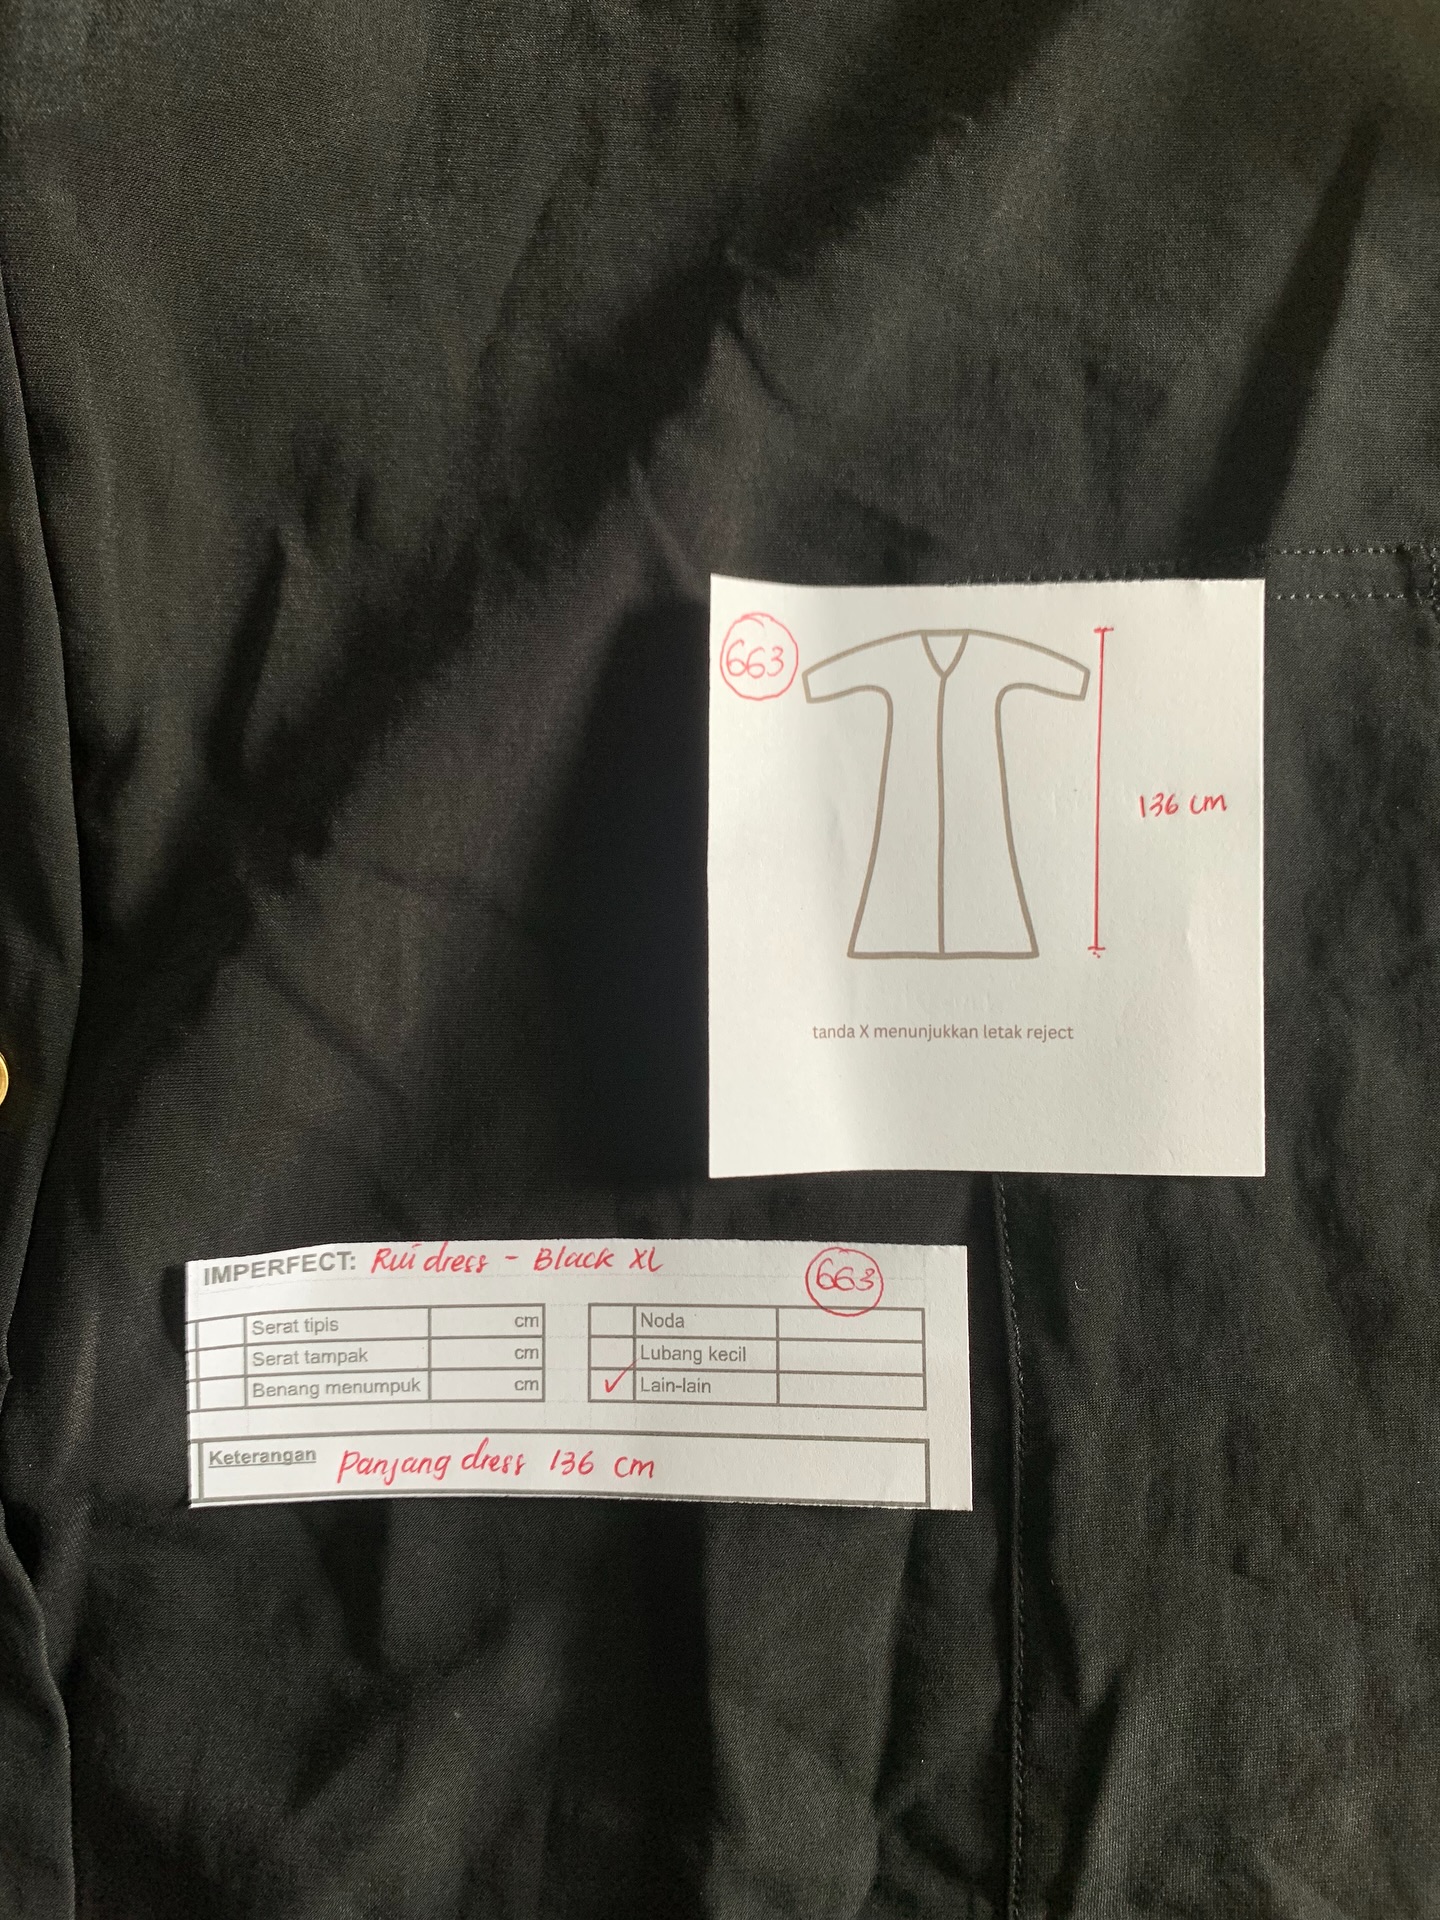 663
136 cm
tanda X menunjukkan letak reject
IMPERFECT: Rui dress - Black XL 663
Serat tipis cm Noda
Serat tampak cm Lubang kecil
Benang menumpuk cm ✓ Lain-lain
Keterangan Panjang dress 136 cm